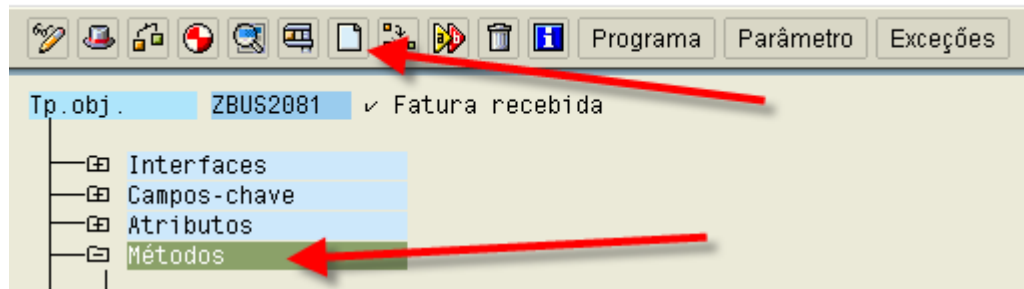 Programa Parâmetro Exceções
Tp.obj. ZBUS2081 Fatura recebida
Interfaces
Campos-chave
Atributos
Métodos